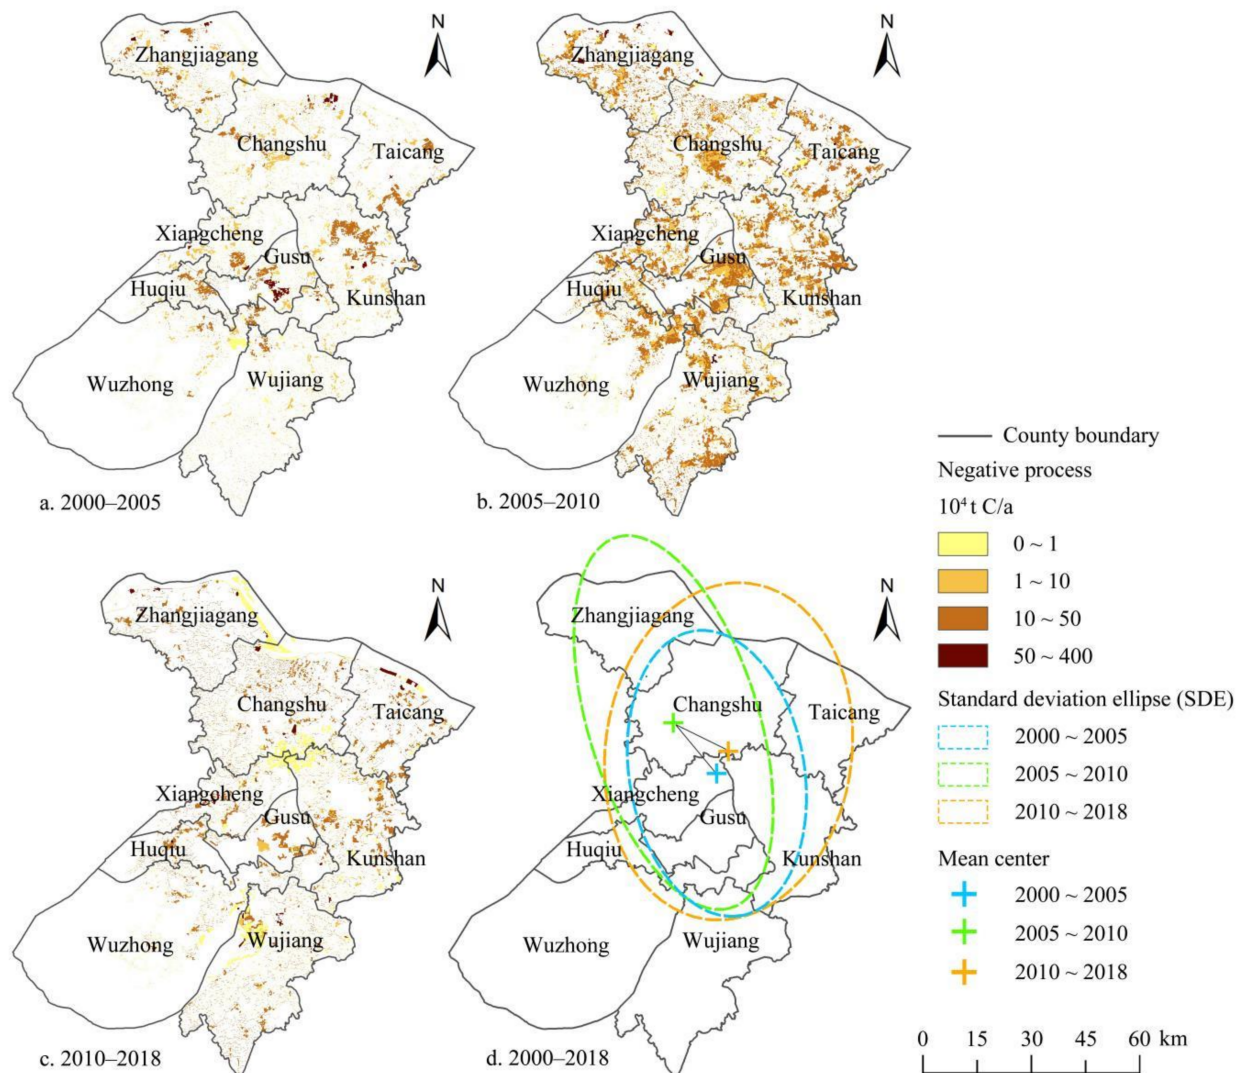 N
Zhangjiagang
Changshu
Taicang
Xiangcheng
Gusu
Huqiu
Kunshan
Wuzhong
Wujiang
a. 2000–2005
N
Zhangjiagang
Changshu
Taicang
Xiangcheng
Gusu
Huqiu
Kunshan
Wuzhong
Wujiang
b. 2005–2010
N
Zhangjiagang
Changshu
Taicang
Xiangcheng
Gusu
Huqiu
Kunshan
Wuzhong
Wujiang
c. 2010–2018
N
Zhangjiagang
Changshu
Taicang
Xiangcheng
Gusu
Huqiu
Kunshan
Wuzhong
Wujiang
d. 2000–2018
County boundary
Negative process
10⁴ t C/a
0 ~ 1
1 ~ 10
10 ~ 50
50 ~ 400
Standard deviation ellipse (SDE)
2000 ~ 2005
2005 ~ 2010
2010 ~ 2018
Mean center
2000 ~ 2005
2005 ~ 2010
2010 ~ 2018
0 15 30 45 60 km